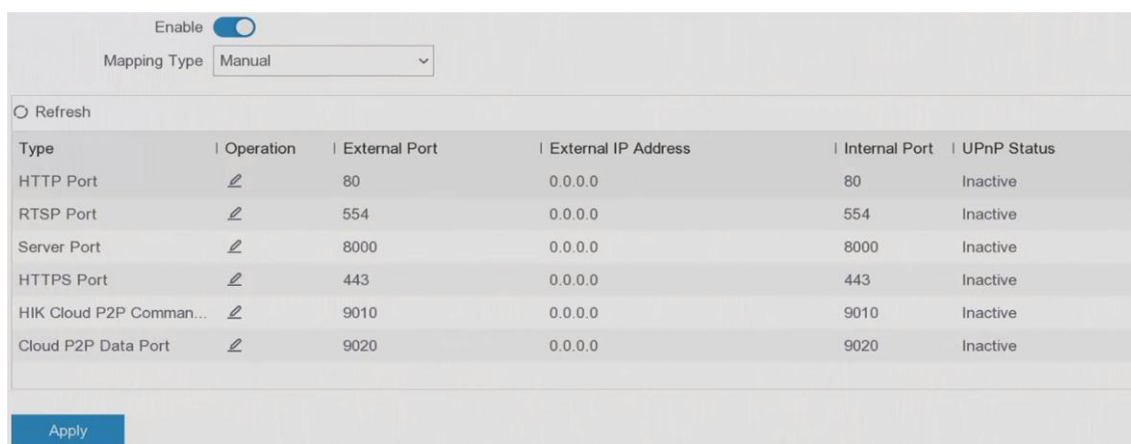 Enable
Mapping Type Manual
Refresh
Type Operation External Port External IP Address Internal Port UPnP Status
HTTP Port 80 0.0.0.0 80 Inactive
RTSP Port 554 0.0.0.0 554 Inactive
Server Port 8000 0.0.0.0 8000 Inactive
HTTPS Port 443 0.0.0.0 443 Inactive
HIK Cloud P2P Comman... 9010 0.0.0.0 9010 Inactive
Cloud P2P Data Port 9020 0.0.0.0 9020 Inactive
Apply